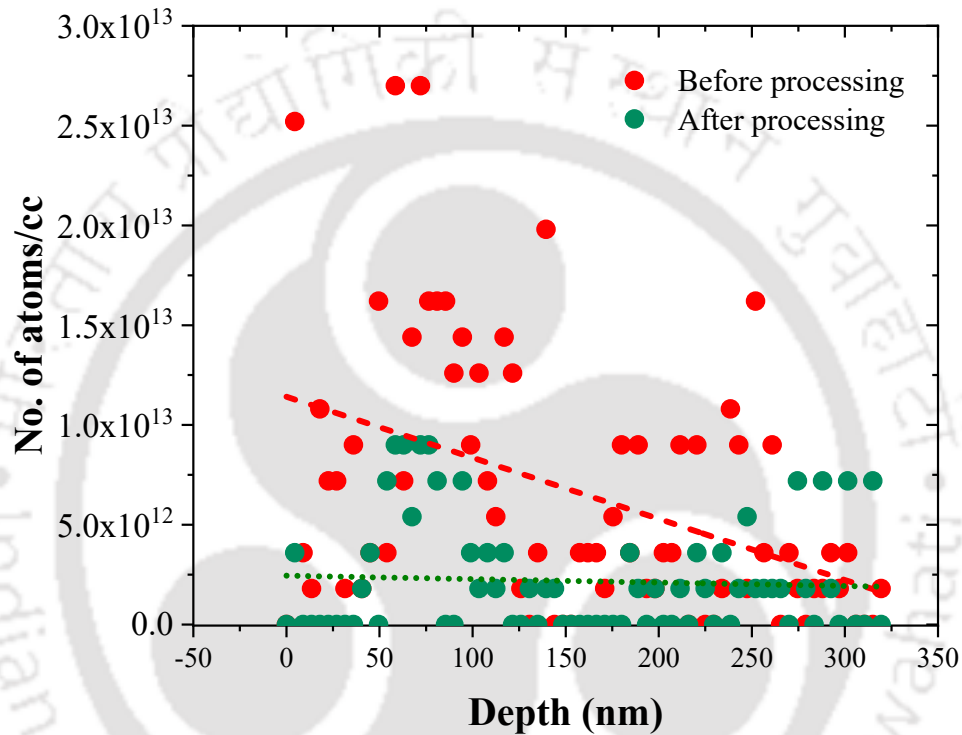 3.0x10¹³
2.5x10¹³
2.0x10¹³
1.5x10¹³
1.0x10¹³
5.0x10¹²
0.0
No. of atoms/cc
Before processing
After processing
-50 0 50 100 150 200 250 300 350
Depth (nm)